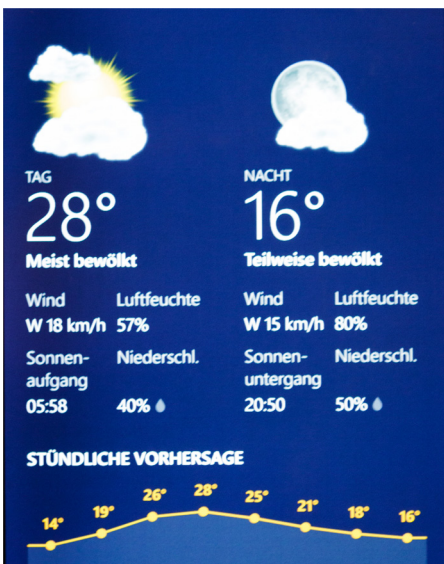 TAG
28°
Meist bewölkt
Wind Luftfeuchte
W 18 km/h 57%
Sonnen- Niederschl.
aufgang
05:58 40%
NACHT
16°
Teilweise bewölkt
Wind Luftfeuchte
W 15 km/h 80%
Sonnen- Niederschl.
untergang
20:50 50%
STÜNDLICHE VORHERSAGE
14° 19° 26° 28° 25° 21° 18° 16°